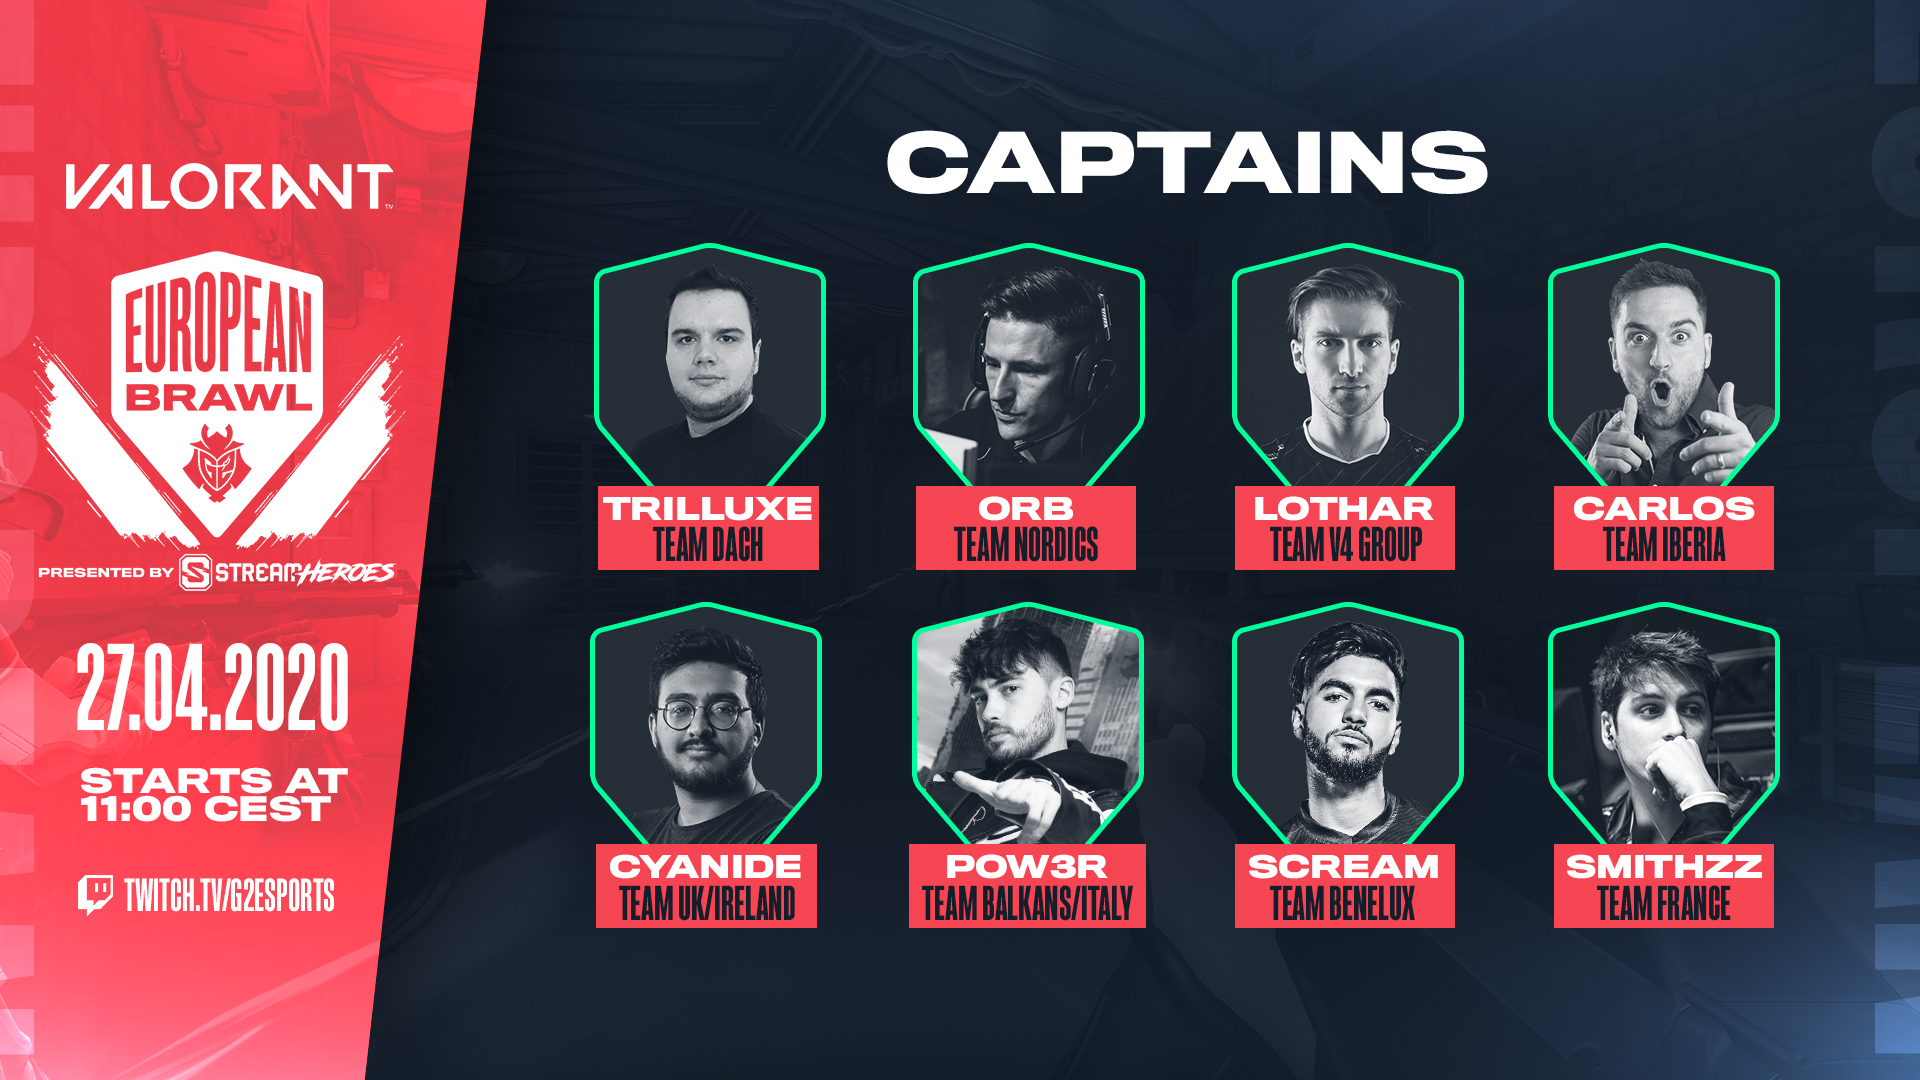 VALORANT
TM
EUROPEAN
BRAWL
G2
PRESENTED BY S STREAMHEROES
27.04.2020
STARTS AT
11:00 CEST
TWITCH.TV/G2ESPORTS
CAPTAINS
TRILLUXE
TEAM DACH
ORB
TEAM NORDICS
LOTHAR
TEAM V4 GROUP
CARLOS
TEAM IBERIA
CYANIDE
TEAM UK/IRELAND
POW3R
TEAM BALKANS/ITALY
SCREAM
TEAM BENELUX
SMITHZZ
TEAM FRANCE